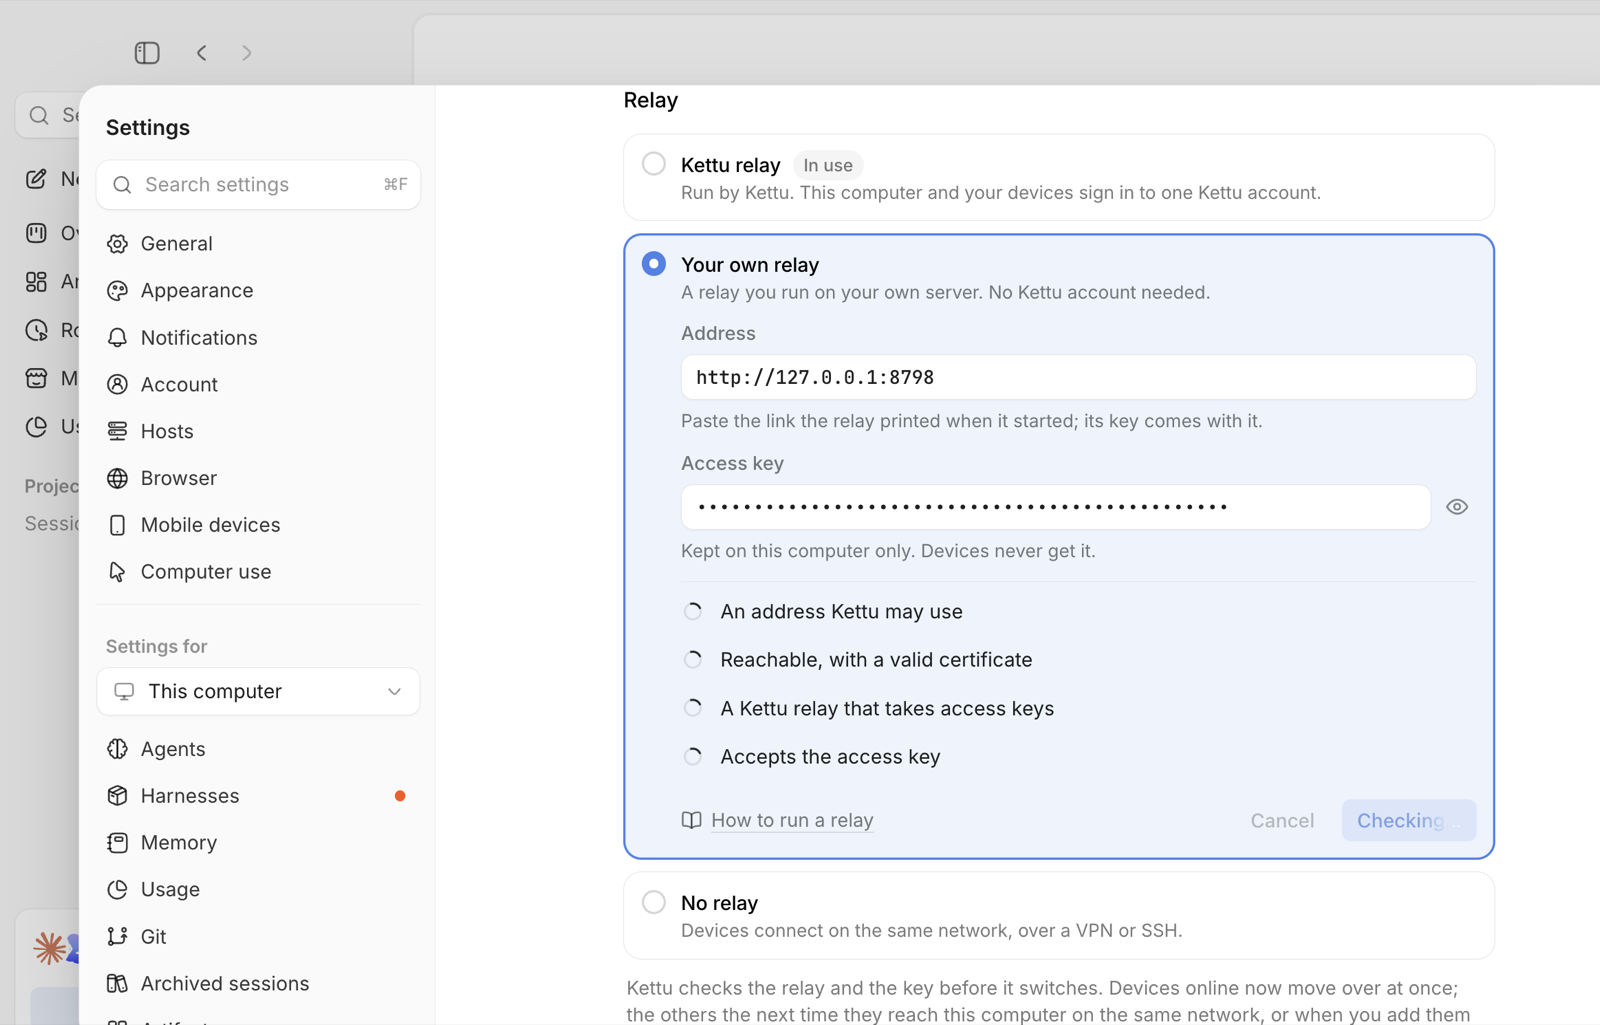 Settings
Search settings
⌘F
General
Appearance
Notifications
Account
Hosts
Browser
Mobile devices
Computer use
Settings for
This computer
Agents
Harnesses
Memory
Usage
Git
Archived sessions
Relay
Kettu relay In use
Run by Kettu. This computer and your devices sign in to one Kettu account.
Your own relay
A relay you run on your own server. No Kettu account needed.
Address
http://127.0.0.1:8798
Paste the link the relay printed when it started; its key comes with it.
Access key
Kept on this computer only. Devices never get it.
An address Kettu may use
Reachable, with a valid certificate
A Kettu relay that takes access keys
Accepts the access key
How to run a relay
Cancel
Checking…
No relay
Devices connect on the same network, over a VPN or SSH.
Kettu checks the relay and the key before it switches. Devices online now move over at once;
the others the next time they reach this computer on the same network, or when you add them